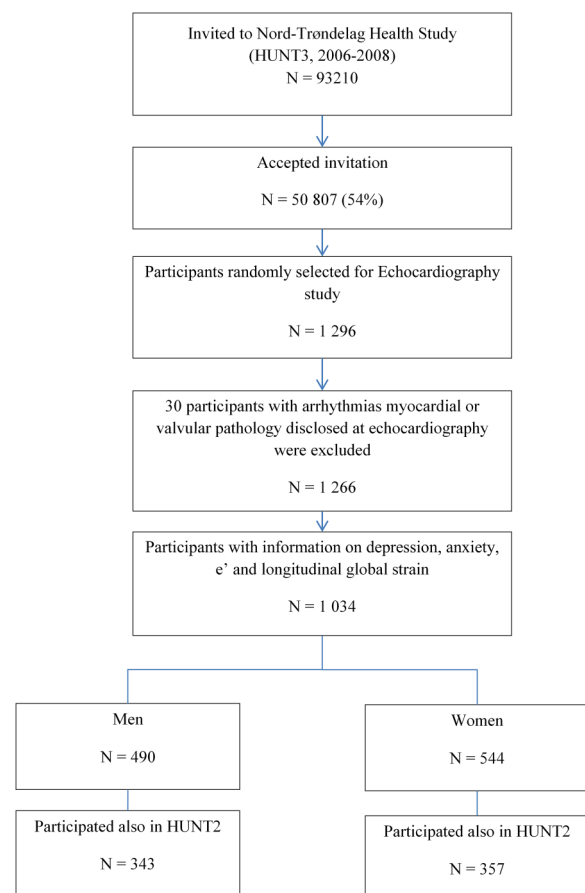 Invited to Nord-Trøndelag Health Study
(HUNT3, 2006-2008)
N = 93210
Accepted invitation
N = 50 807 (54%)
Participants randomly selected for Echocardiography
study
N = 1 296
30 participants with arrhythmias myocardial or
valvular pathology disclosed at echocardiography
were excluded
N = 1 266
Participants with information on depression, anxiety,
e’ and longitudinal global strain
N = 1 034
Men
N = 490
Women
N = 544
Participated also in HUNT2
N = 343
Participated also in HUNT2
N = 357